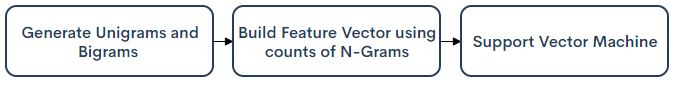 Generate Unigrams and
Bigrams
Build Feature Vector using
counts of N-Grams
Support Vector Machine